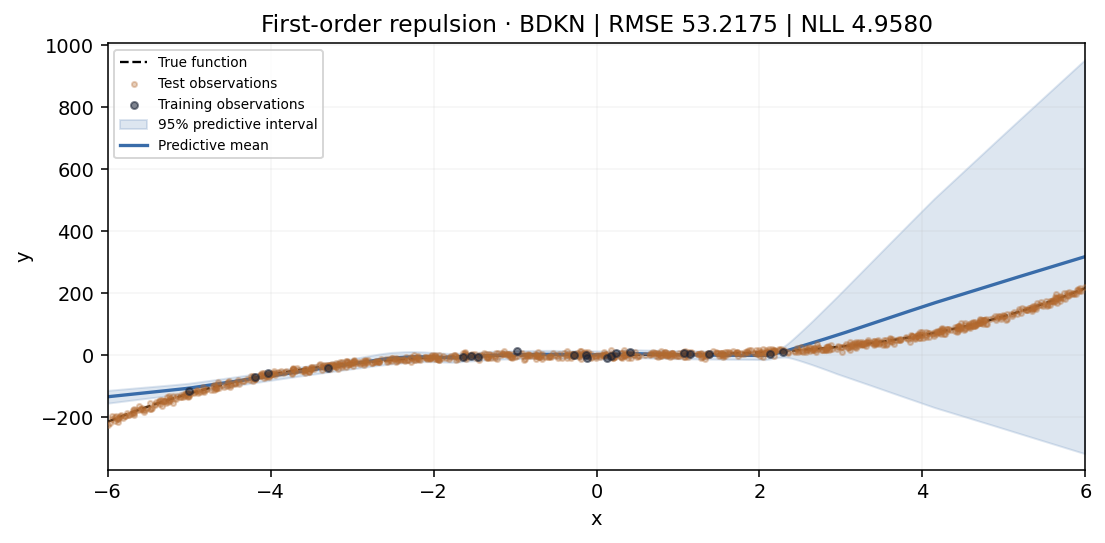 First-order repulsion · BDKN | RMSE 53.2175 | NLL 4.9580
1000
800
600
400
200
0
−200
y
True function
Test observations
Training observations
95% predictive interval
Predictive mean
−6
−4
−2
0
2
4
6
x